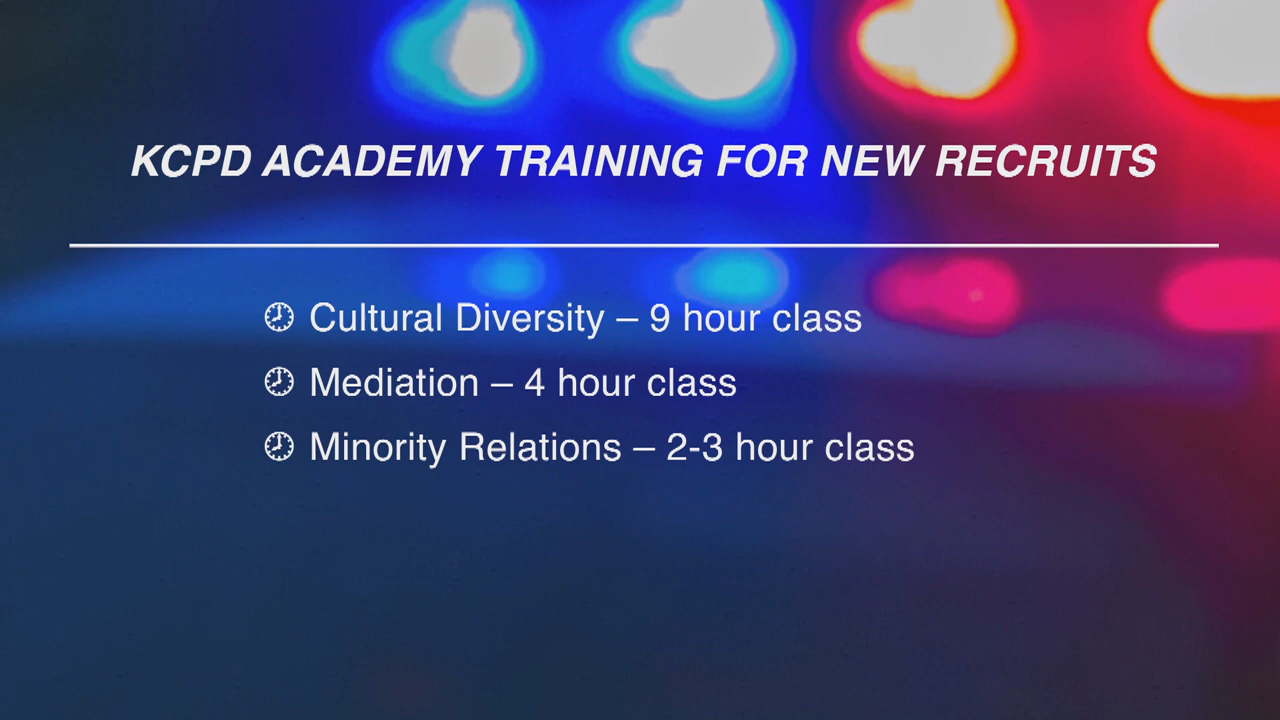 KCPD ACADEMY TRAINING FOR NEW RECRUITS
Cultural Diversity – 9 hour class
Mediation – 4 hour class
Minority Relations – 2-3 hour class